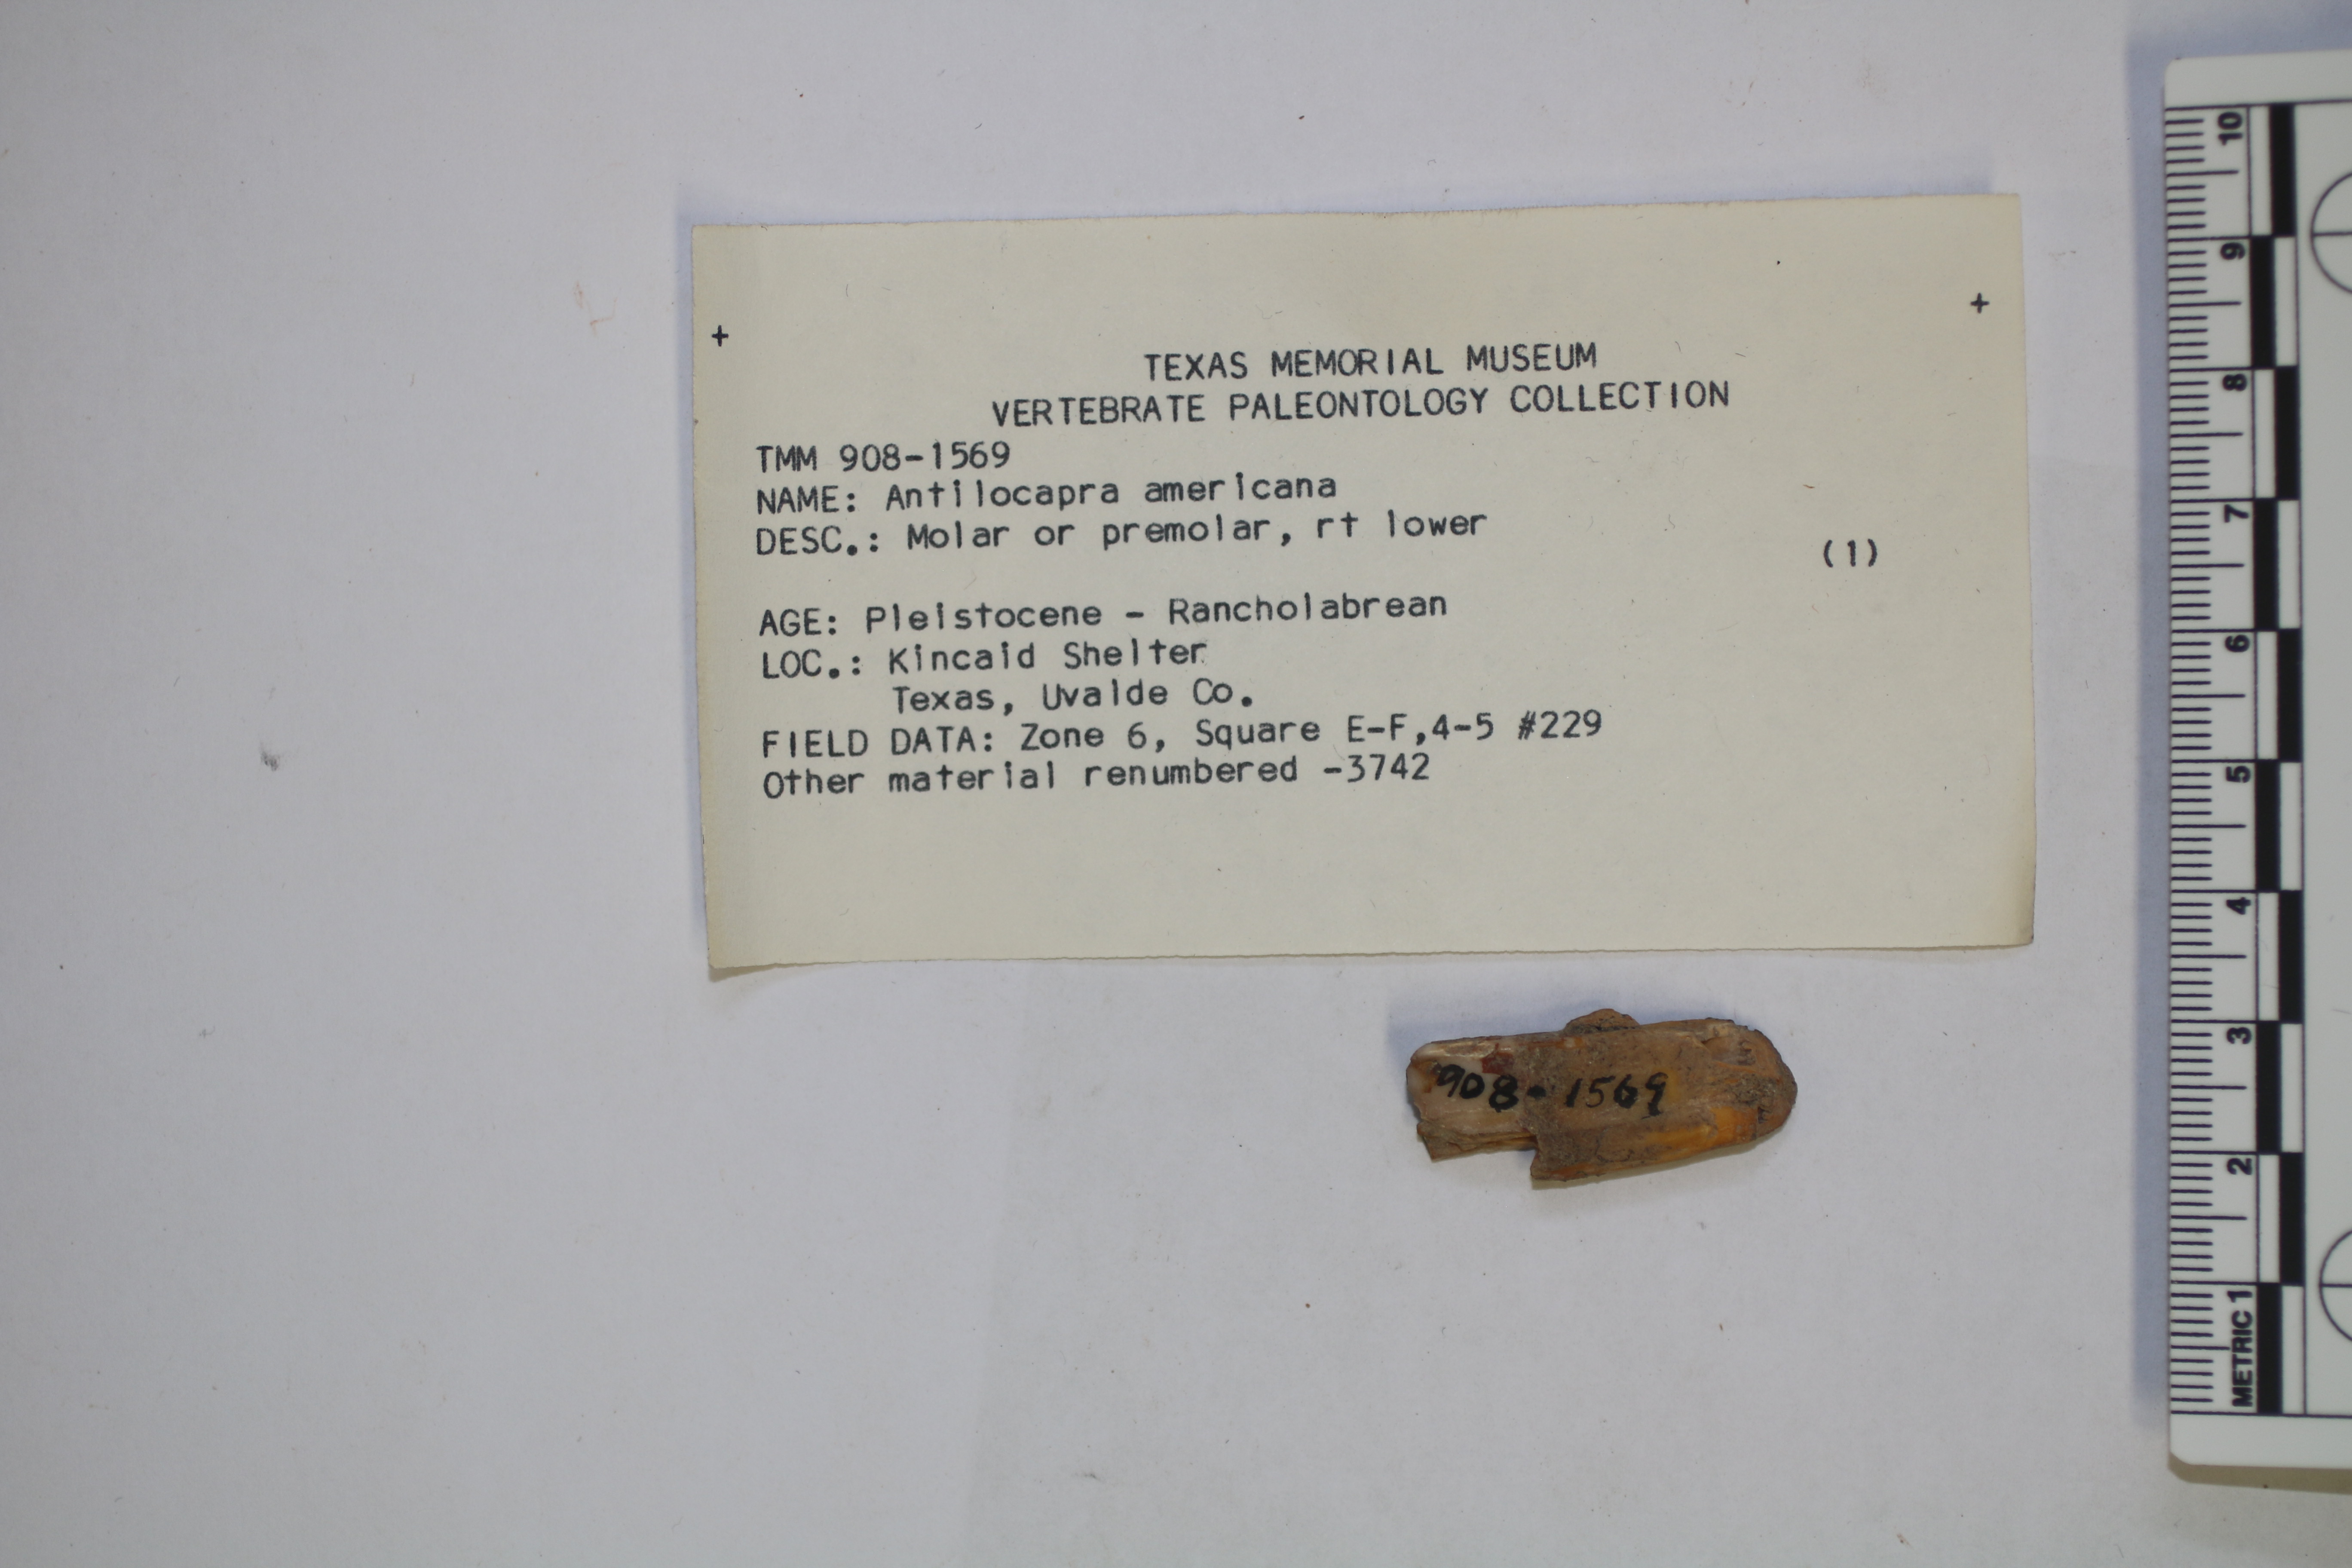 + +
TEXAS MEMORIAL MUSEUM
VERTEBRATE PALEONTOLOGY COLLECTION
TMM 908-1569
NAME: Antilocapra americana
DESC.: Molar or premolar, rt lower
(1)
AGE: Pleistocene - Rancholabrean
LOC.: Kincaid Shelter
Texas, Uvalde Co.
FIELD DATA: Zone 6, Square E-F,4-5 #229
Other material renumbered -3742
908-1569
METRIC 1 2 3 4 5 6 7 8 9 10